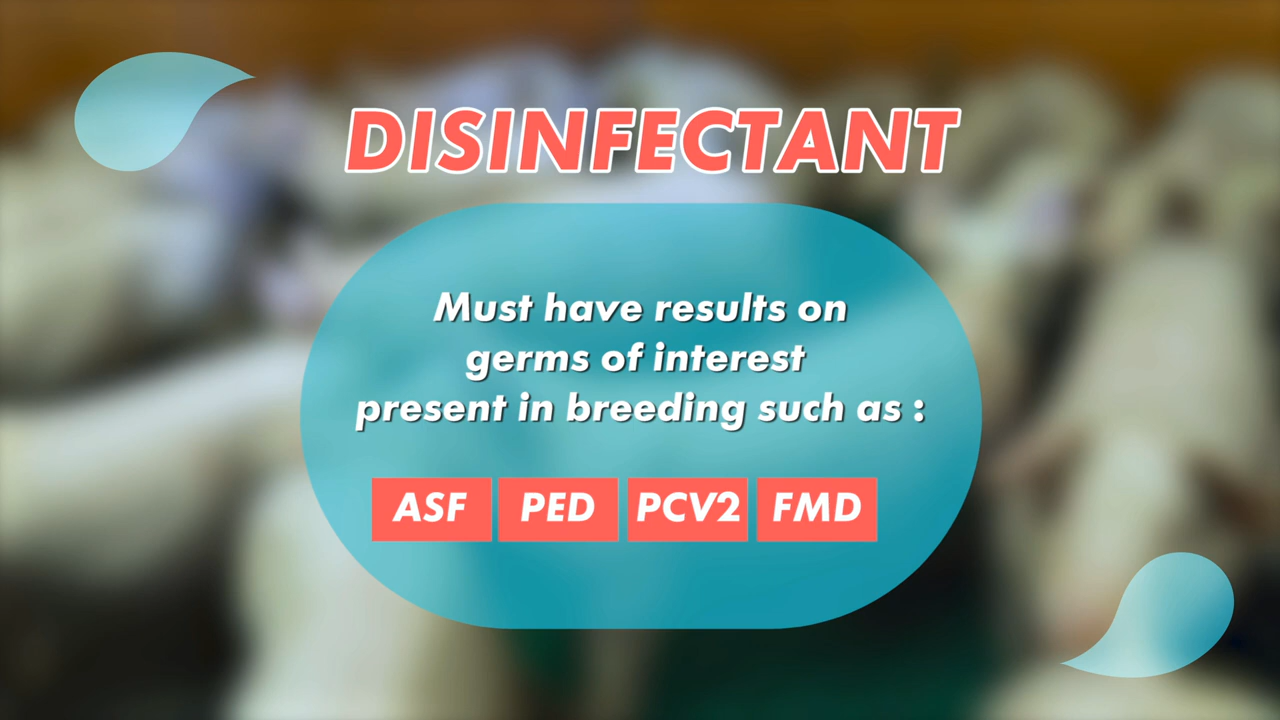 DISINFECTANT
Must have results on
germs of interest
present in breeding such as :
ASF PED PCV2 FMD